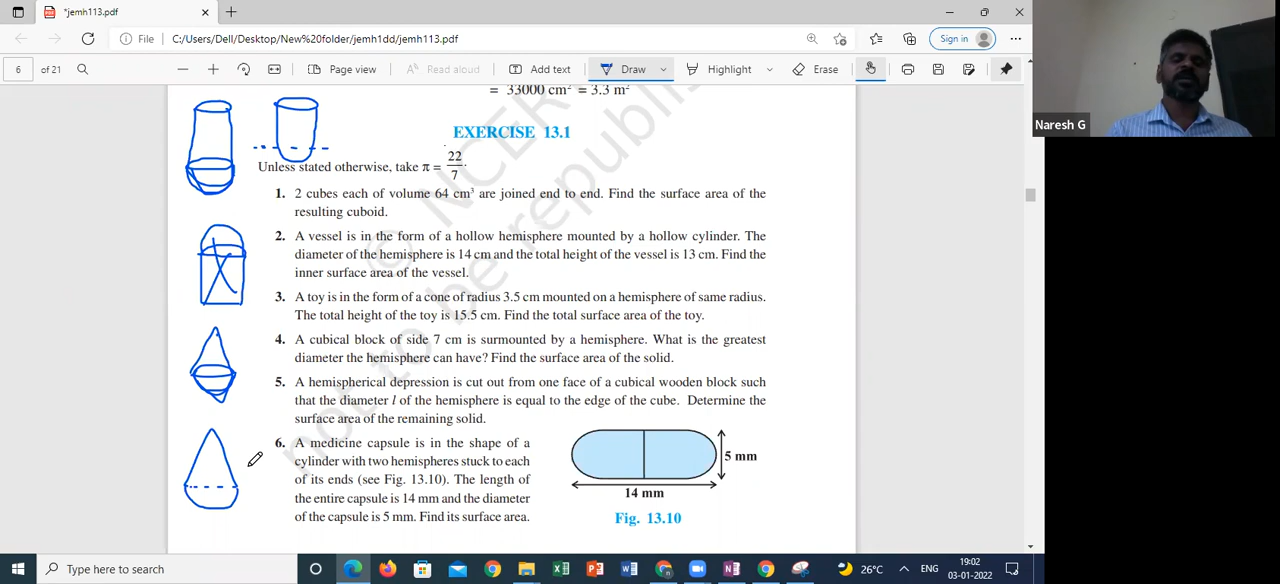 *jemh113.pdf
File C:/Users/Dell/Desktop/New%20folder/jemh1dd/jemh113.pdf
Sign in
6 of 21
Page view
Read aloud
Add text
Draw
Highlight
Erase
Naresh G
= 33000 cm² = 3.3 m²
EXERCISE 13.1
Unless stated otherwise, take π = 22/7.
1. 2 cubes each of volume 64 cm³ are joined end to end. Find the surface area of the
resulting cuboid.
2. A vessel is in the form of a hollow hemisphere mounted by a hollow cylinder. The
diameter of the hemisphere is 14 cm and the total height of the vessel is 13 cm. Find the
inner surface area of the vessel.
3. A toy is in the form of a cone of radius 3.5 cm mounted on a hemisphere of same radius.
The total height of the toy is 15.5 cm. Find the total surface area of the toy.
4. A cubical block of side 7 cm is surmounted by a hemisphere. What is the greatest
diameter the hemisphere can have? Find the surface area of the solid.
5. A hemispherical depression is cut out from one face of a cubical wooden block such
that the diameter l of the hemisphere is equal to the edge of the cube. Determine the
surface area of the remaining solid.
6. A medicine capsule is in the shape of a
cylinder with two hemispheres stuck to each
of its ends (see Fig. 13.10). The length of
the entire capsule is 14 mm and the diameter
of the capsule is 5 mm. Find its surface area.
5 mm
14 mm
Fig. 13.10
© NCER
not to be republis
Type here to search
26°C
ENG
19:02
03-01-2022